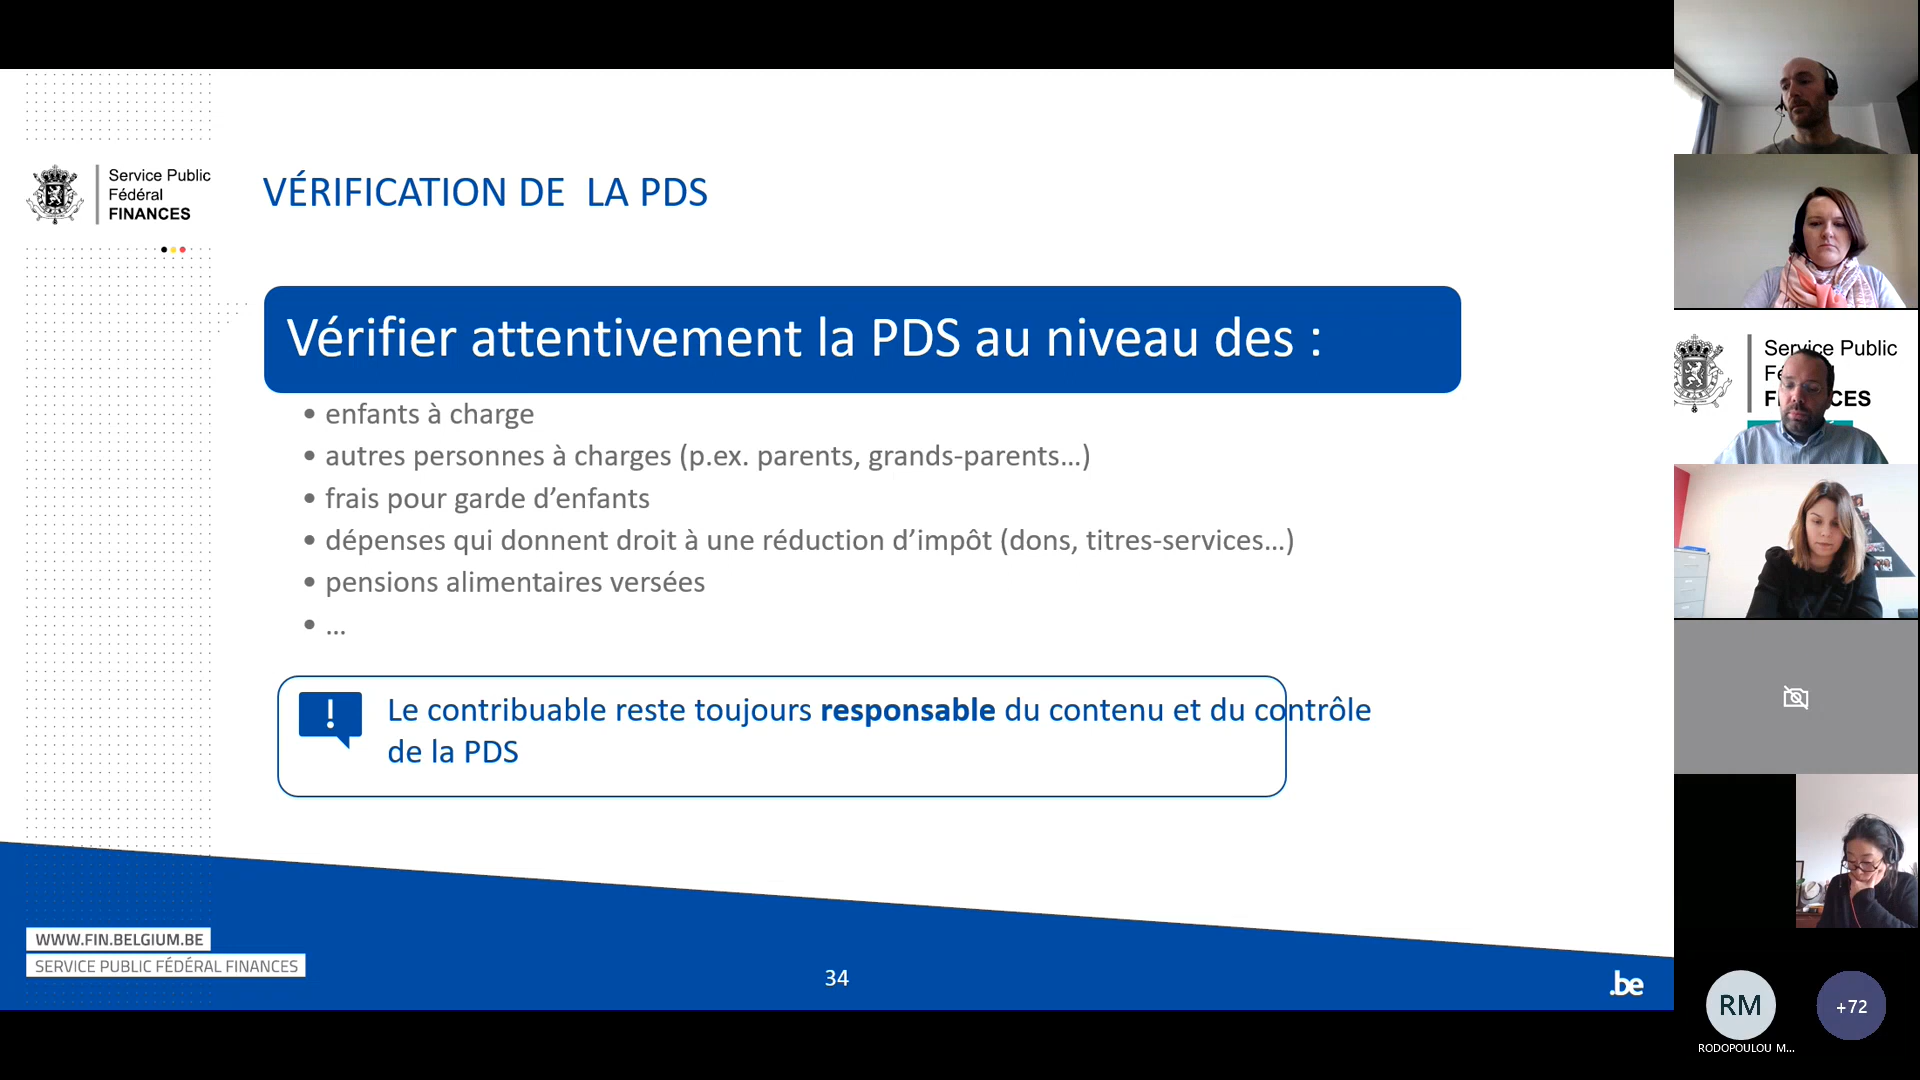 Service Public
Fédéral
FINANCES
VÉRIFICATION DE  LA PDS
Vérifier attentivement la PDS au niveau des :
• enfants à charge
• autres personnes à charges (p.ex. parents, grands-parents…)
• frais pour garde d’enfants
• dépenses qui donnent droit à une réduction d’impôt (dons, titres-services…)
• pensions alimentaires versées
• …
! Le contribuable reste toujours responsable du contenu et du contrôle
de la PDS
WWW.FIN.BELGIUM.BE
SERVICE PUBLIC FÉDÉRAL FINANCES
34
.be
Service Public
RM
+72
RODOPOULOU M...